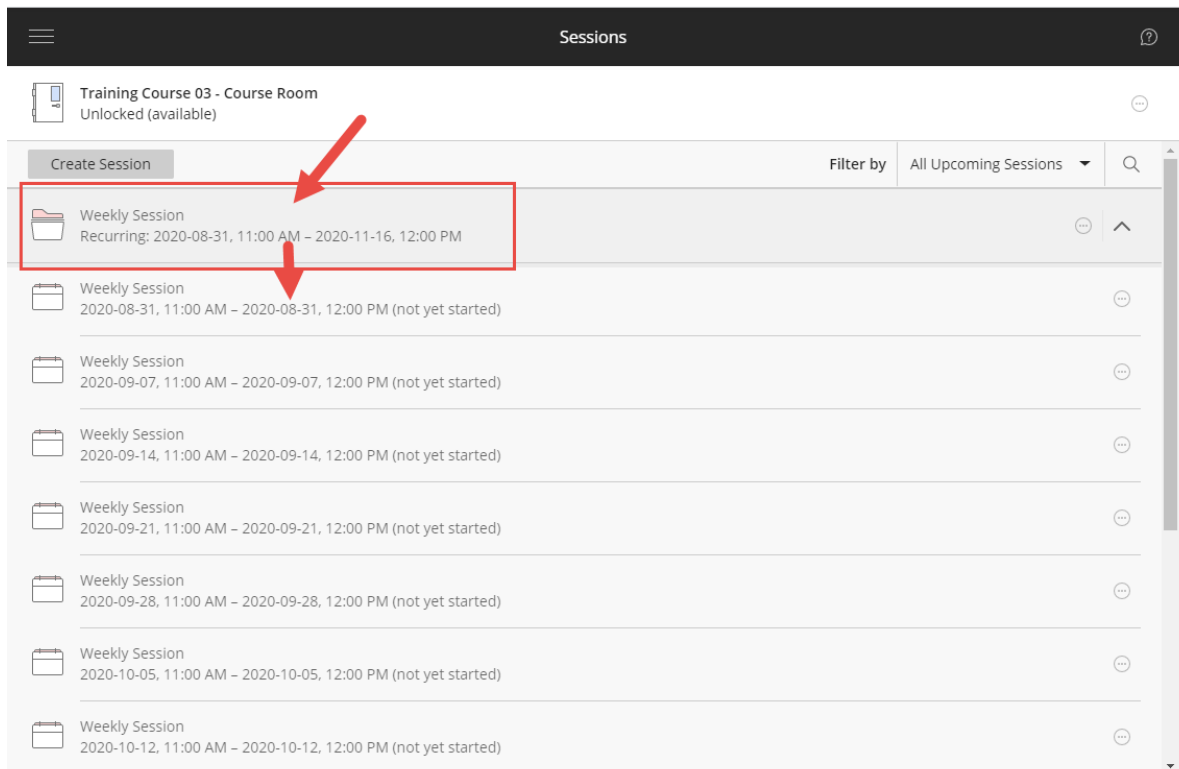 Sessions
Training Course 03 - Course Room
Unlocked (available)
Create Session
Filter by
All Upcoming Sessions
Weekly Session
Recurring: 2020-08-31, 11:00 AM – 2020-11-16, 12:00 PM
Weekly Session
2020-08-31, 11:00 AM – 2020-08-31, 12:00 PM (not yet started)
Weekly Session
2020-09-07, 11:00 AM – 2020-09-07, 12:00 PM (not yet started)
Weekly Session
2020-09-14, 11:00 AM – 2020-09-14, 12:00 PM (not yet started)
Weekly Session
2020-09-21, 11:00 AM – 2020-09-21, 12:00 PM (not yet started)
Weekly Session
2020-09-28, 11:00 AM – 2020-09-28, 12:00 PM (not yet started)
Weekly Session
2020-10-05, 11:00 AM – 2020-10-05, 12:00 PM (not yet started)
Weekly Session
2020-10-12, 11:00 AM – 2020-10-12, 12:00 PM (not yet started)